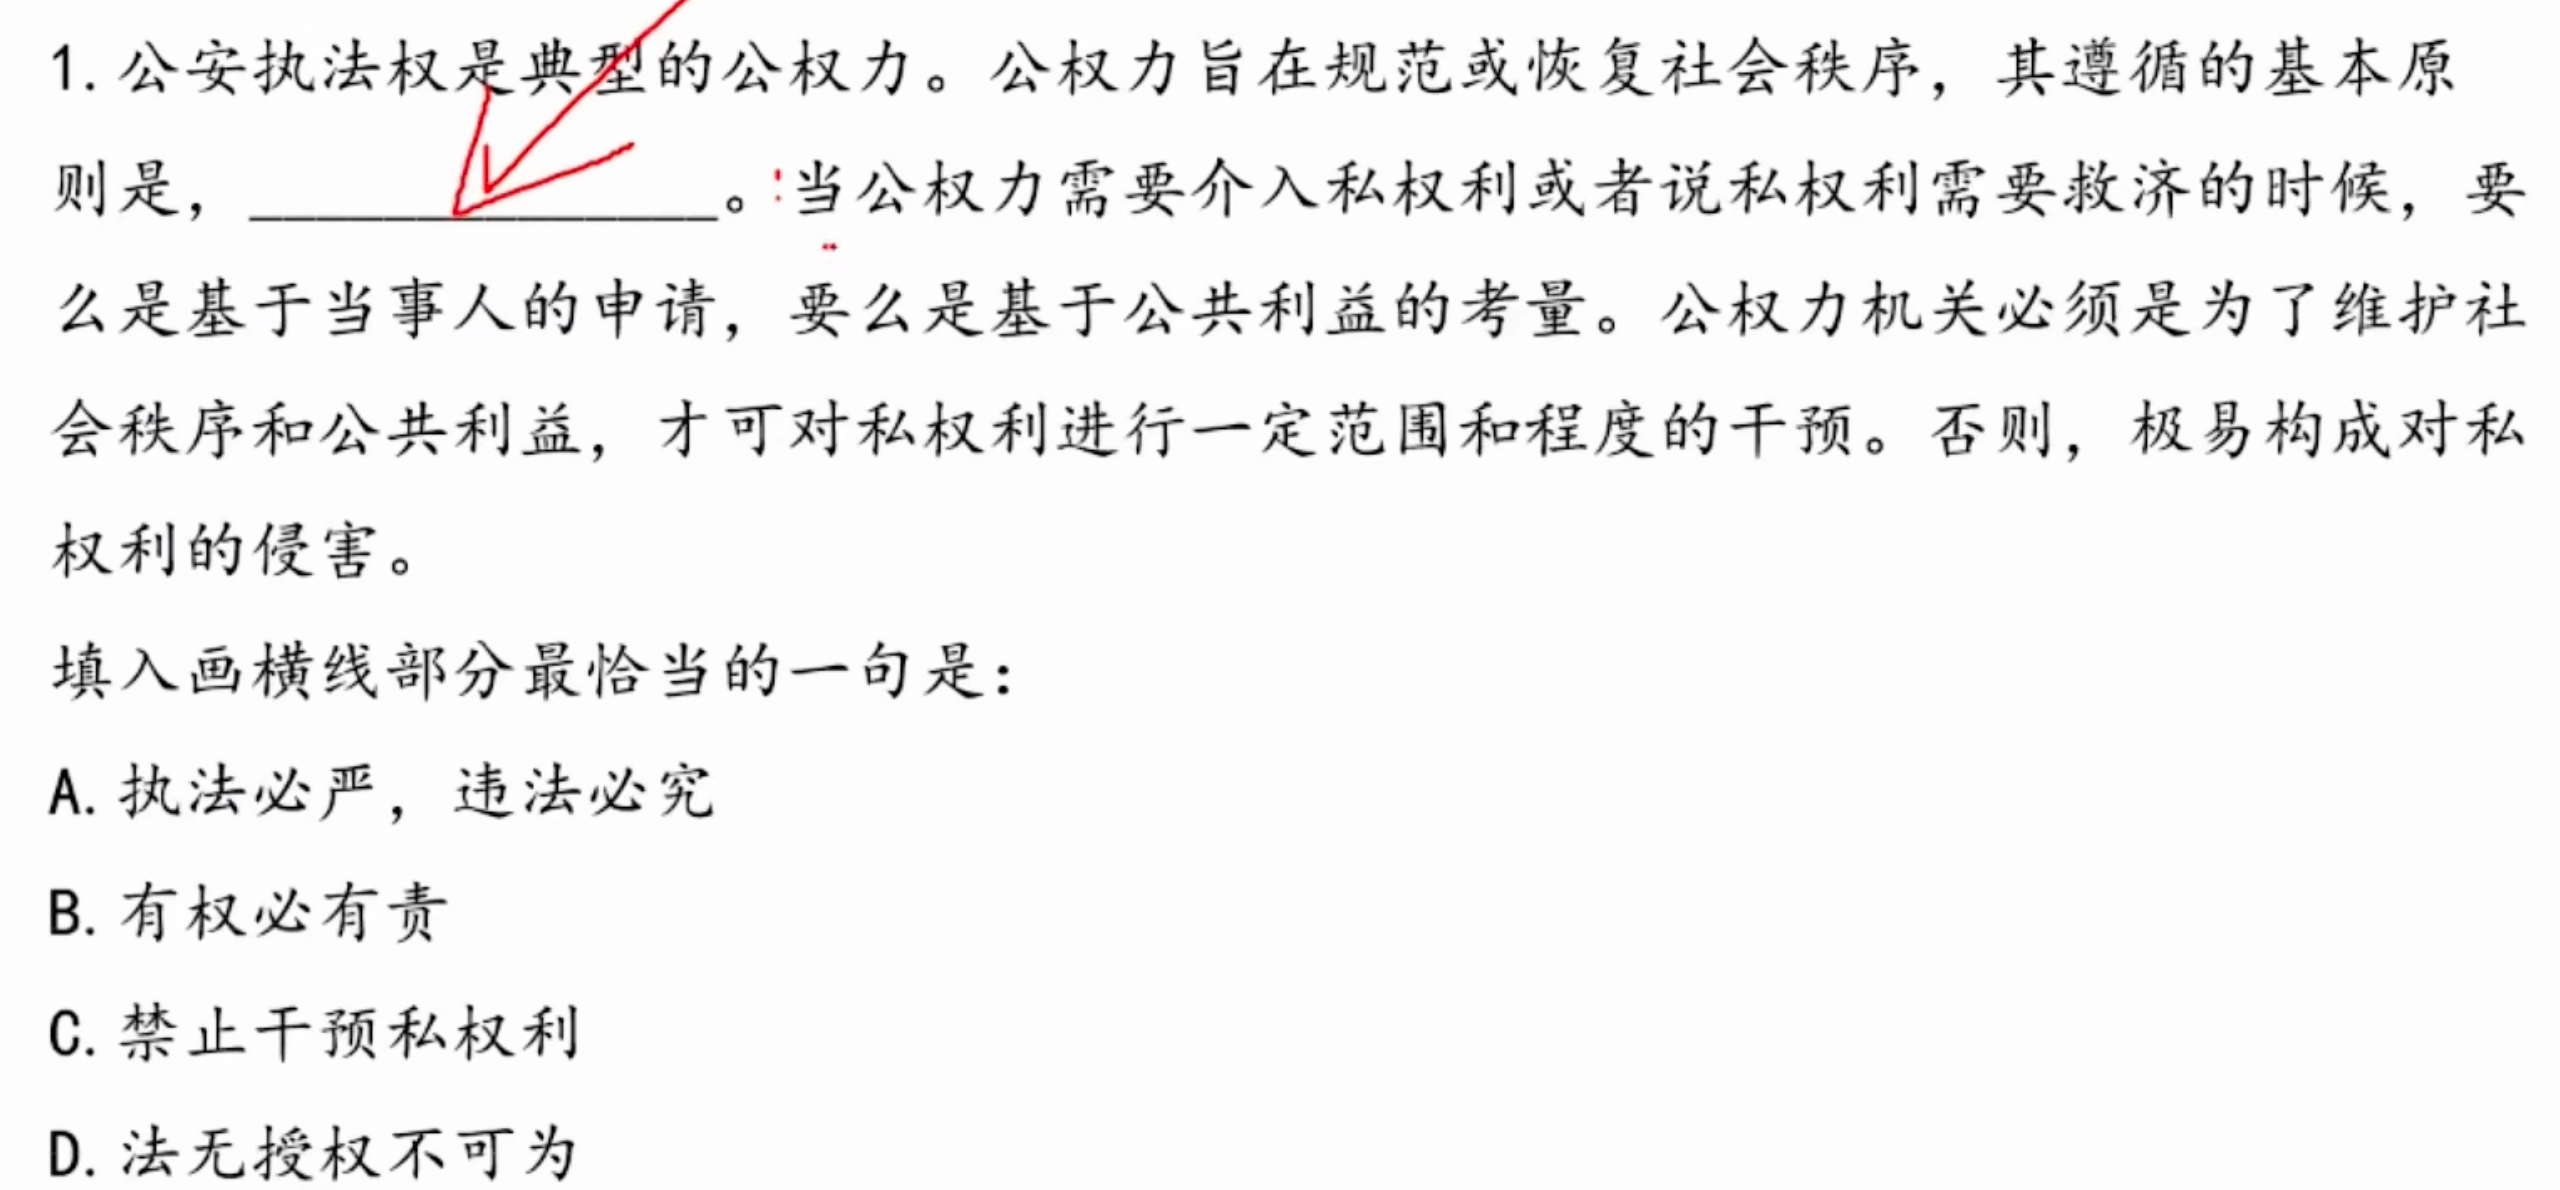 1. 公安执法权是典型的公权力。公权力旨在规范或恢复社会秩序，其遵循的基本原
则是，______________。当公权力需要介入私权利或者说私权利需要救济的时候，要
么是基于当事人的申请，要么是基于公共利益的考量。公权力机关必须是为了维护社
会秩序和公共利益，才可对私权利进行一定范围和程度的干预。否则，极易构成对私
权利的侵害。
填入画横线部分最恰当的一句是：
A. 执法必严，违法必究
B. 有权必有责
C. 禁止干预私权利
D. 法无授权不可为